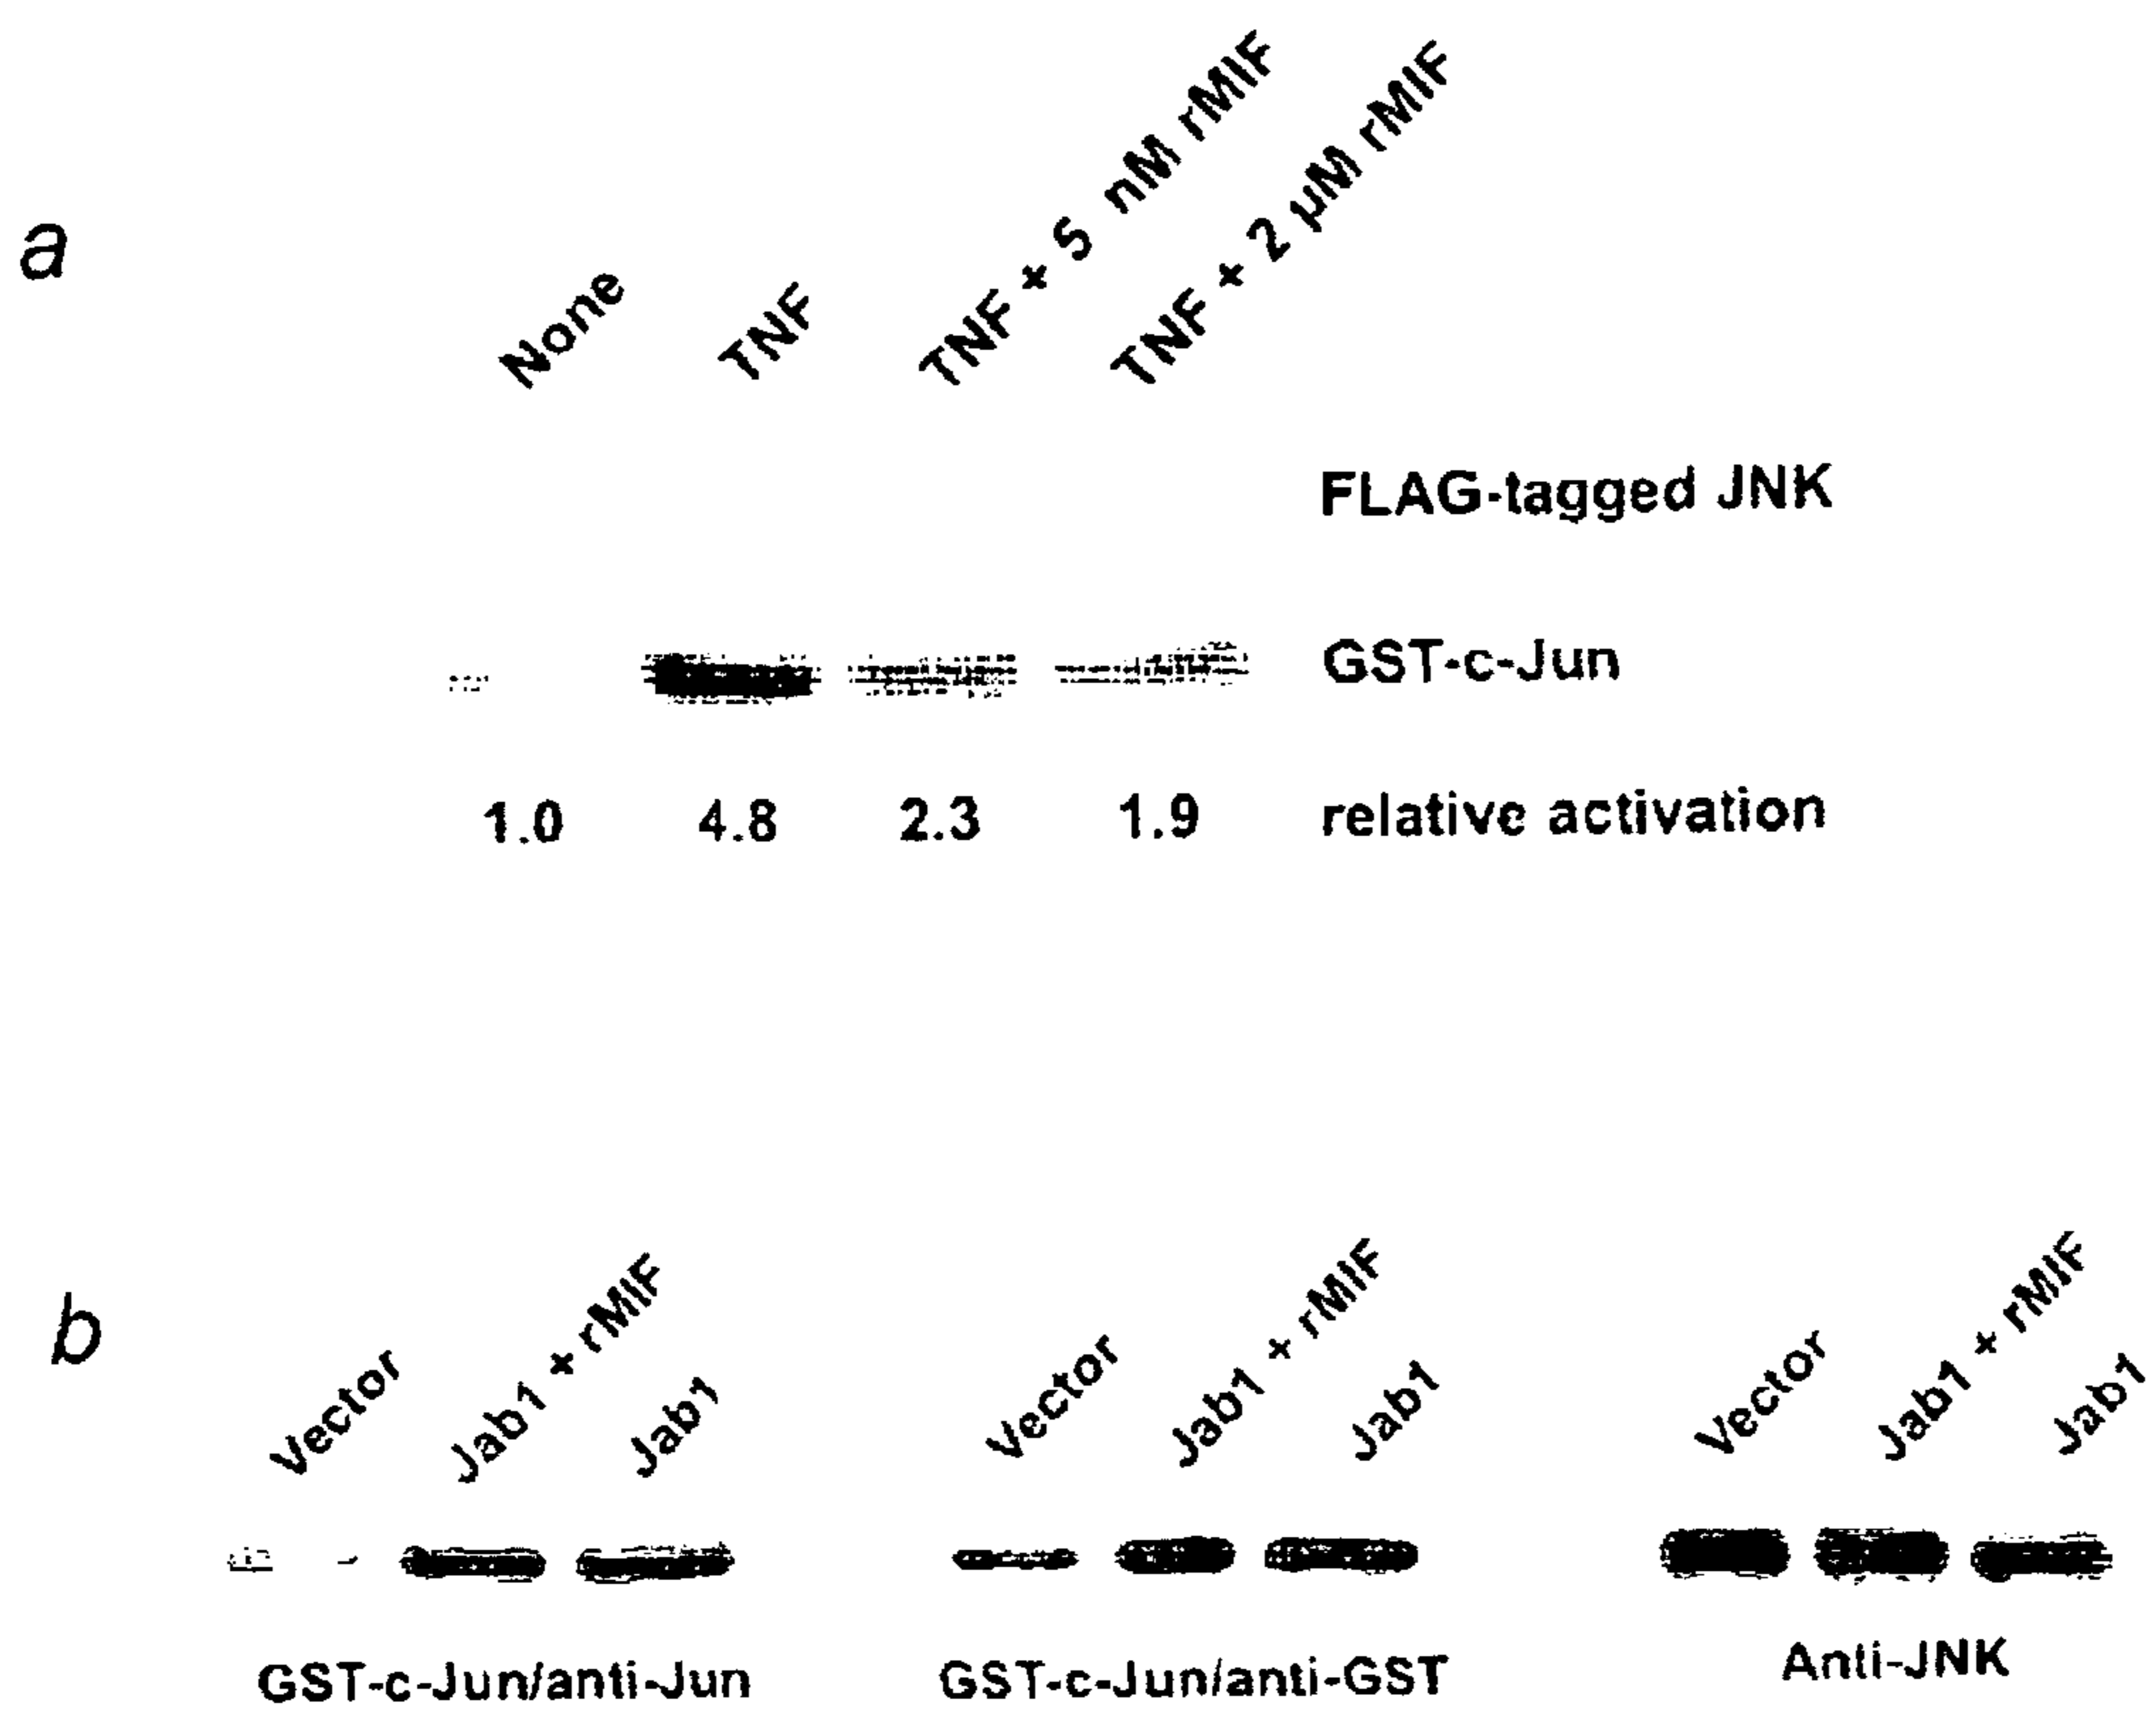 a
None TNF TNF + 5 nM rMIF TNF + 2 µM rMIF
FLAG-tagged JNK
GST-c-Jun
1.0 4.8 2.3 1.9 relative activation
b
Vector Jab1 + rMIF Jab1 Vector Jab1 + rMIF Jab1 Vector Jab1 + rMIF Jab1
GST-c-Jun/anti-Jun GST-c-Jun/anti-GST Anti-JNK